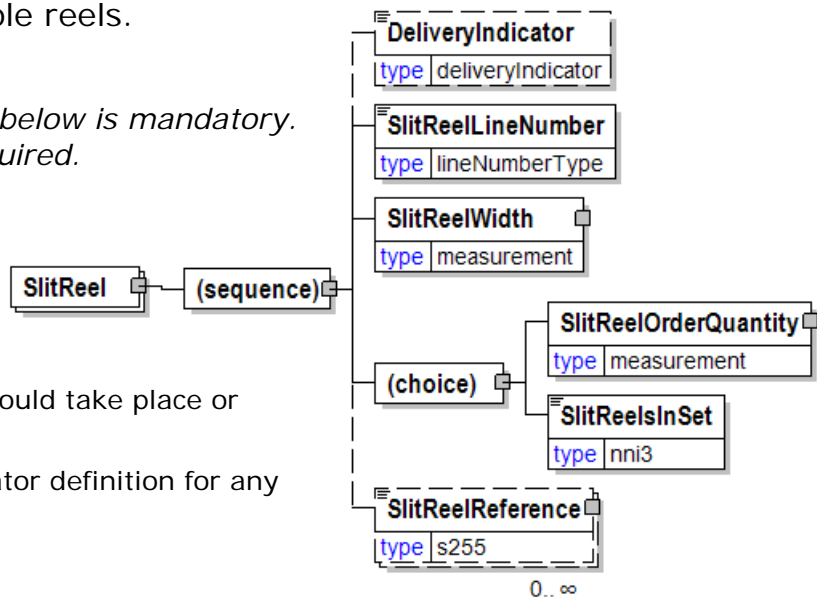 ble reels.
DeliveryIndicator
type deliveryIndicator
below is mandatory.
uired.
SlitReelLineNumber
type lineNumberType
SlitReelWidth
type measurement
SlitReel
(sequence)
SlitReelOrderQuantity
type measurement
(choice)
SlitReelsInSet
type nni3
ould take place or
tor definition for any
SlitReelReference
type s255
0.. ∞